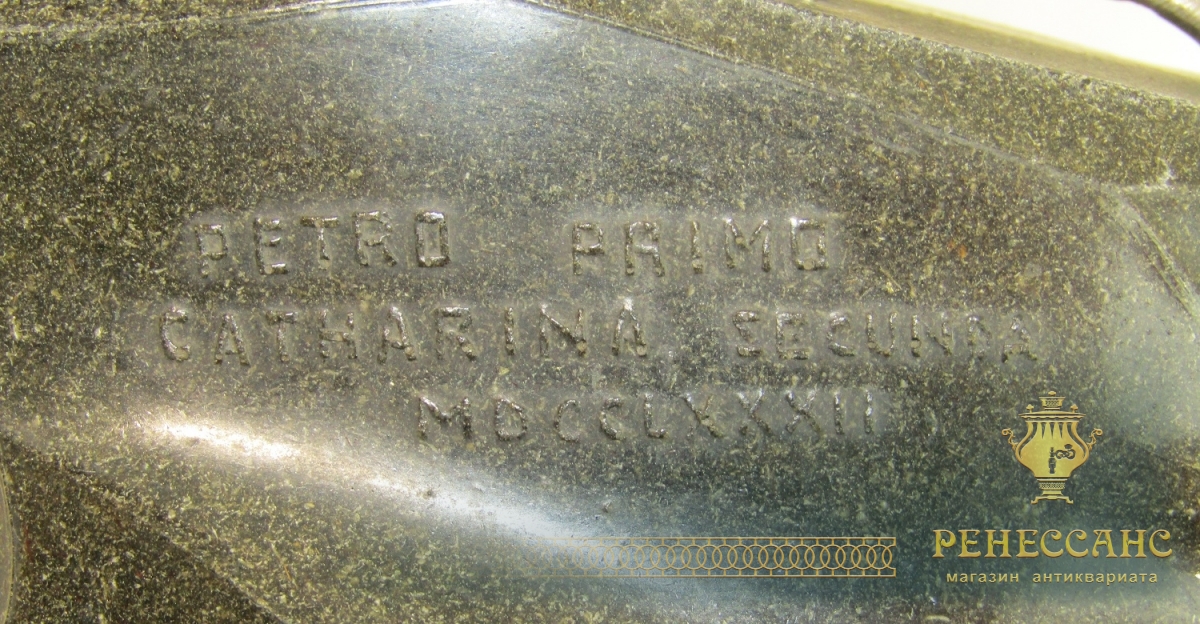 PETRO PRIMO
CATHARINA SECUNDA
MDCCLXXXII
РЕНЕССАНС
магазин антиквариата